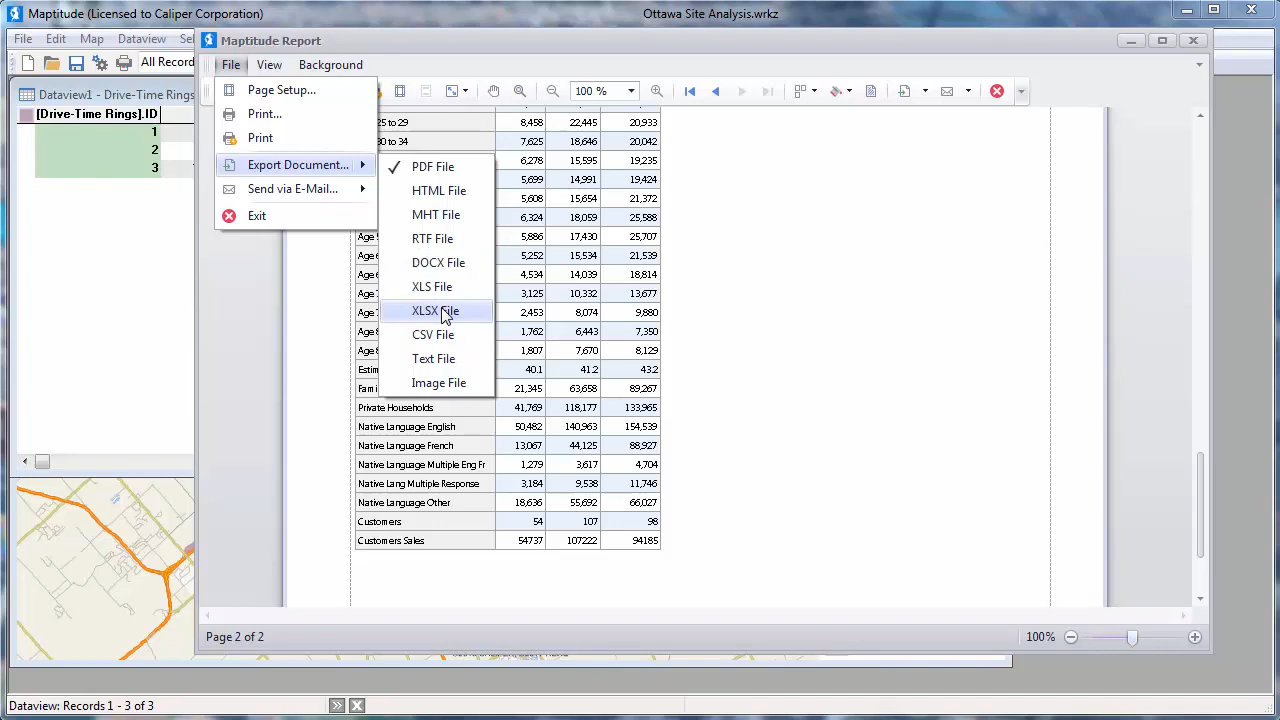 Maptitude (Licensed to Caliper Corporation)
Ottawa Site Analysis.wrkz
File Edit Map Dataview Sel
All Record
Dataview1 - Drive-Time Rings
[Drive-Time Rings].ID
1
2
3
Maptitude Report
File View Background
100 %
Page Setup...
Print...
Print
Export Document...
Send via E-Mail...
Exit
PDF File
HTML File
MHT File
RTF File
DOCX File
XLS File
XLSX File
CSV File
Text File
Image File
25 to 29 8,458 22,445 20,933
30 to 34 7,625 18,646 20,042
6,278 15,595 19,235
5,699 14,991 19,424
5,608 15,654 21,372
6,324 18,059 25,588
Age 5,886 17,430 25,707
Age 6 5,252 15,534 21,539
Age 6 4,534 14,039 18,814
Age 7 3,125 10,332 13,677
Age 7 2,453 8,074 9,880
Age 8 1,762 6,443 7,350
Age 8 1,807 7,670 8,129
Estim 40.1 41.2 43.2
Fami 21,345 63,658 89,267
Private Households 41,769 118,177 133,965
Native Language English 50,482 140,963 154,539
Native Language French 13,067 44,125 88,927
Native Language Multiple Eng Fr 1,279 3,617 4,704
Native Lang Multiple Response 3,184 9,538 11,746
Native Language Other 18,636 55,692 66,027
Customers 54 107 98
Customers Sales 54737 107222 94185
Page 2 of 2
100%
Dataview: Records 1 - 3 of 3